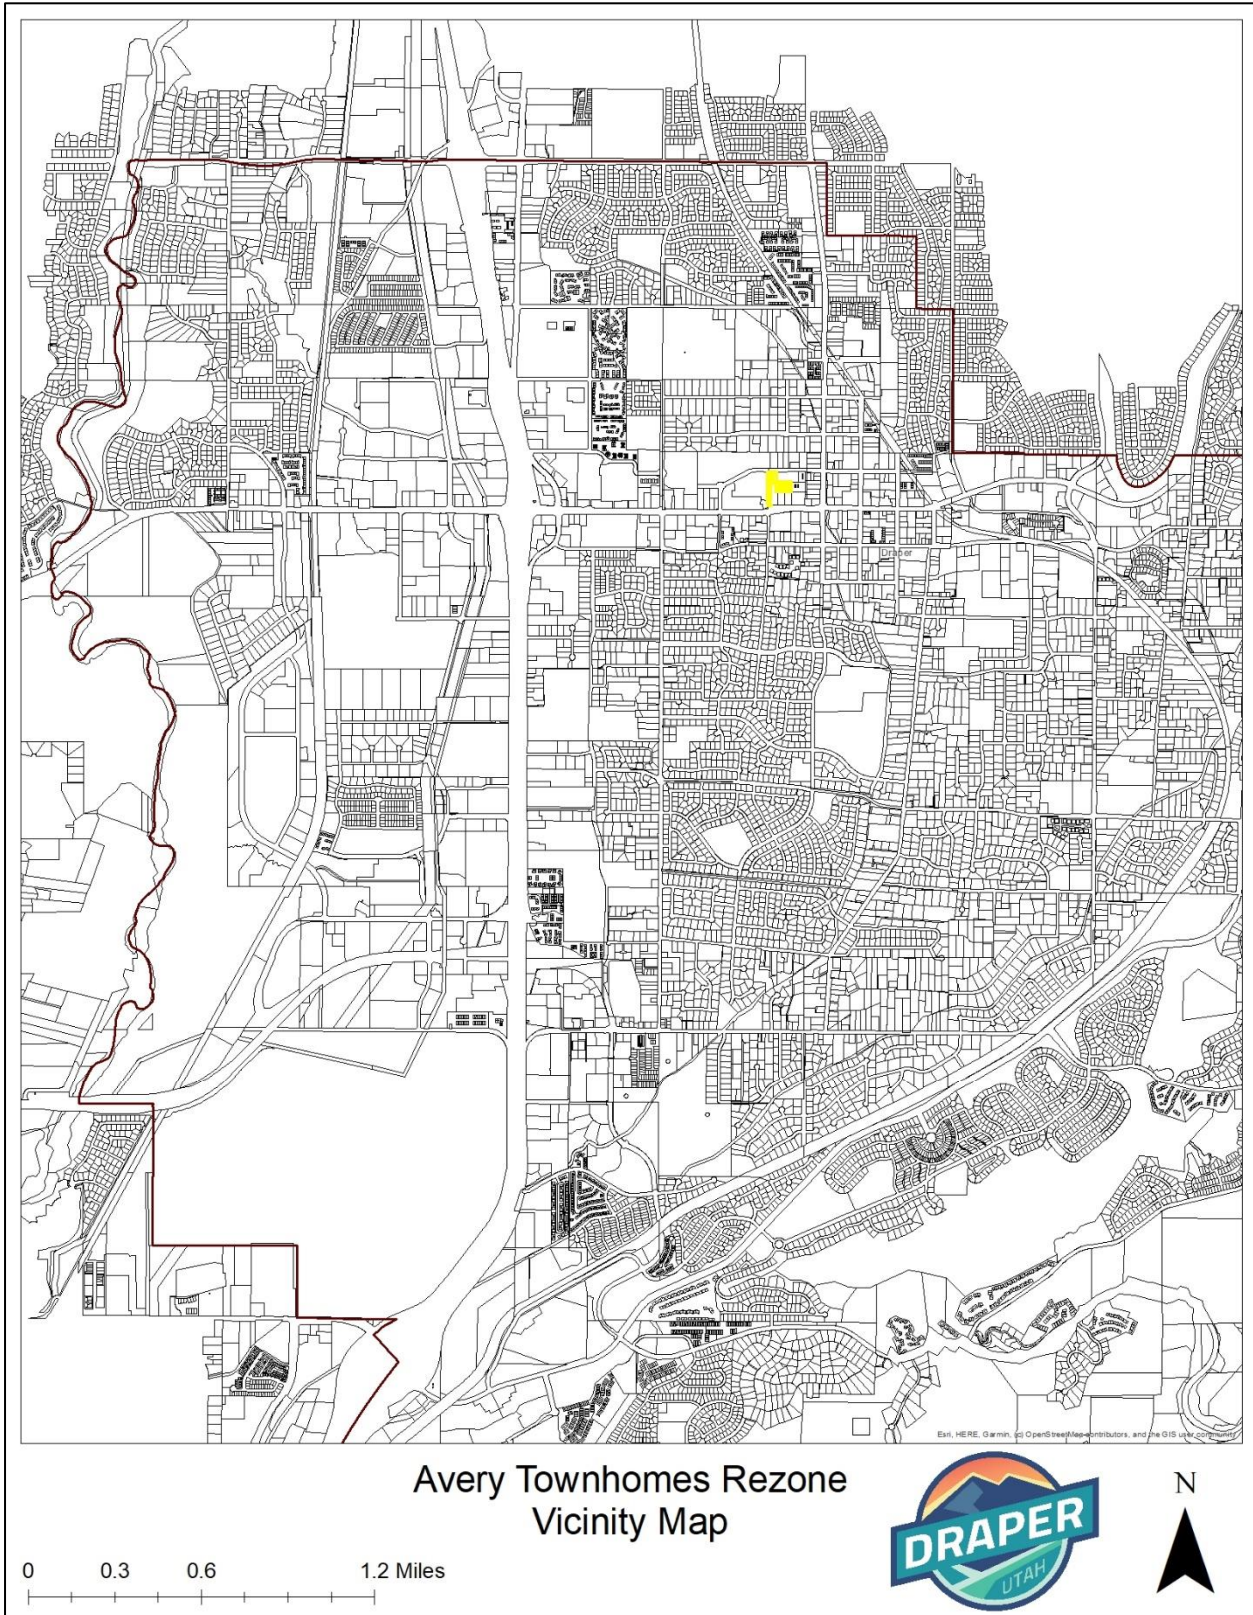 Draper
Esri, HERE, Garmin, (c) OpenStreetMap contributors, and the GIS user community
Avery Townhomes Rezone
Vicinity Map
DRAPER
UTAH
N
0 0.3 0.6 1.2 Miles